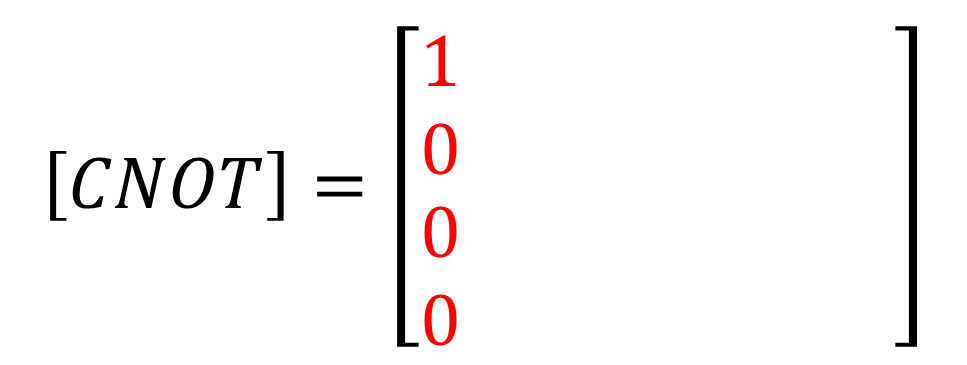 [CNOT] = [1
0
0
0]